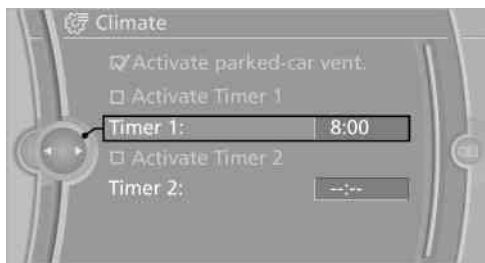 Climate
Activate parked-car vent.
Activate Timer 1
Timer 1: 8:00
Activate Timer 2
Timer 2: --:--